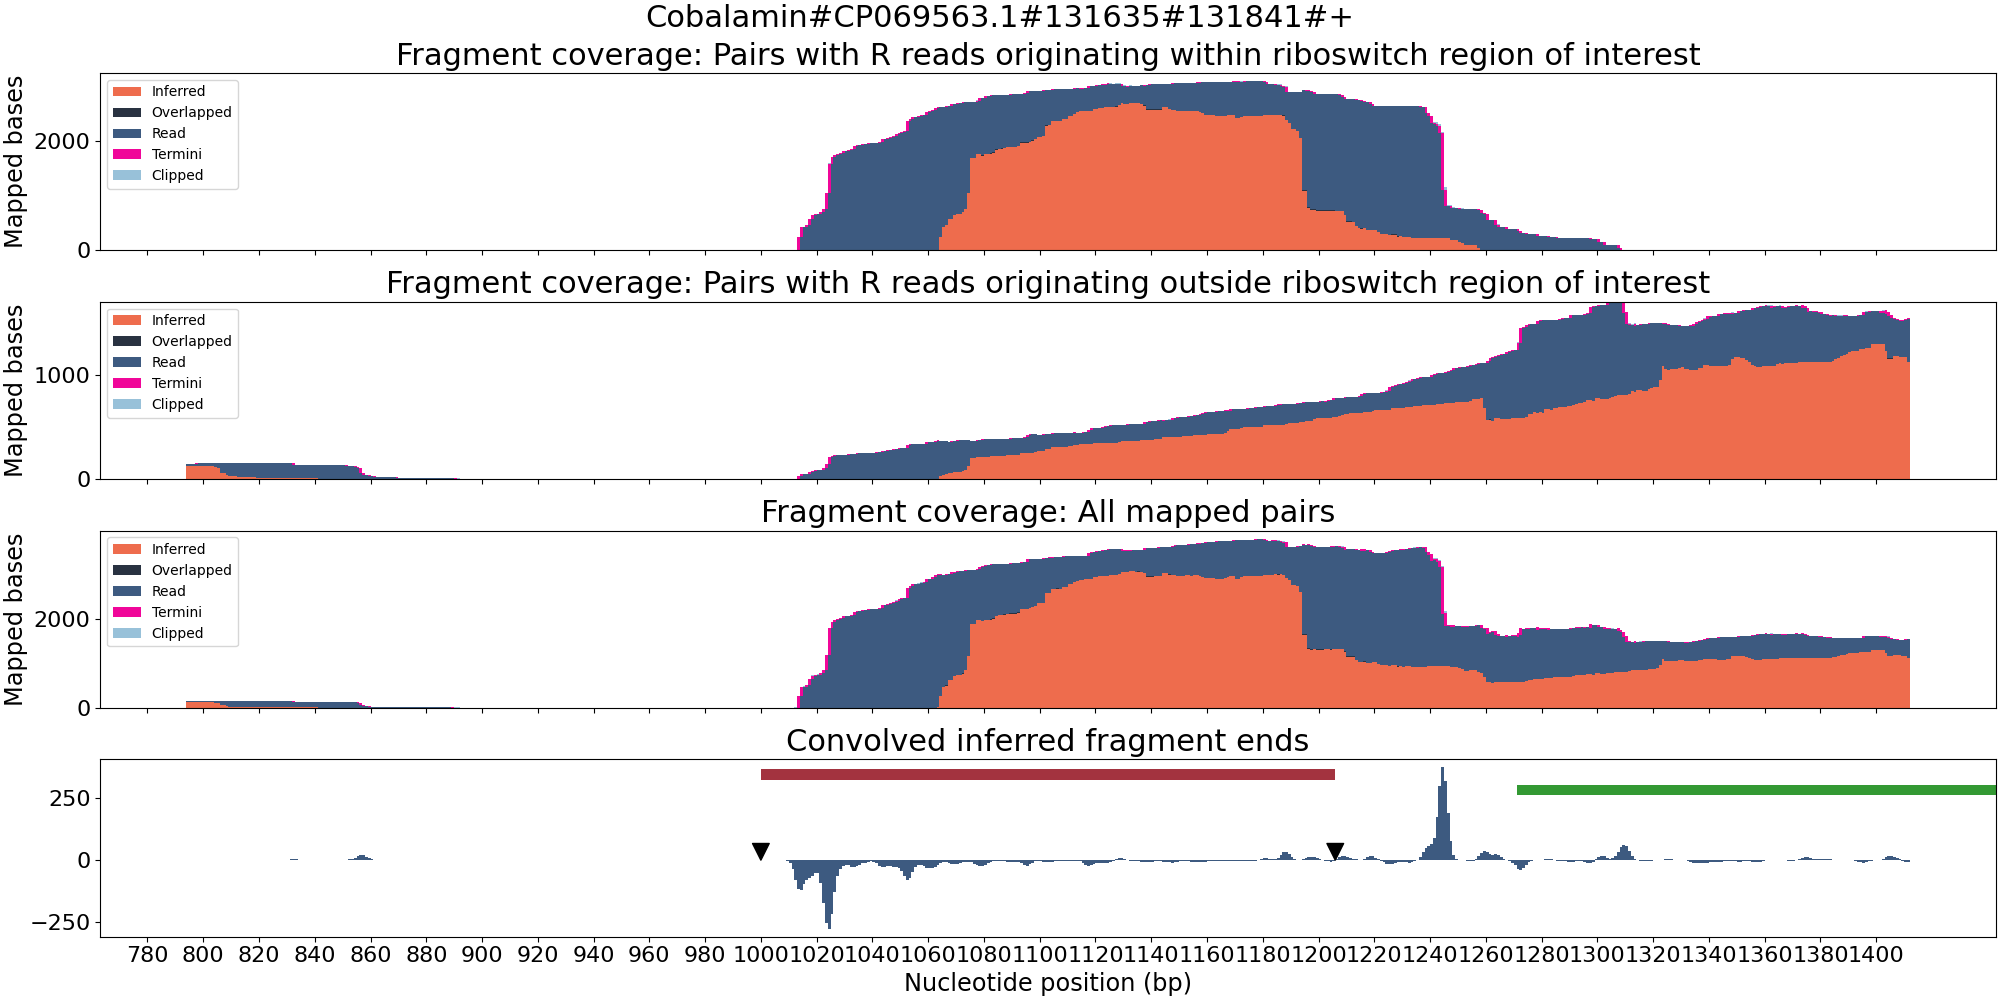 Cobalamin#CP069563.1#131635#131841#+
Fragment coverage: Pairs with R reads originating within riboswitch region of interest
Mapped bases
2000
0
Inferred
Overlapped
Read
Termini
Clipped
Fragment coverage: Pairs with R reads originating outside riboswitch region of interest
Mapped bases
1000
0
Inferred
Overlapped
Read
Termini
Clipped
Fragment coverage: All mapped pairs
Mapped bases
2000
0
Inferred
Overlapped
Read
Termini
Clipped
Convolved inferred fragment ends
250
0
−250
780 800 820 840 860 880 900 920 940 960 980 1000 1020 1040 1060 1080 1100 1120 1140 1160 1180 1200 1220 1240 1260 1280 1300 1320 1340 1360 1380 1400
Nucleotide position (bp)